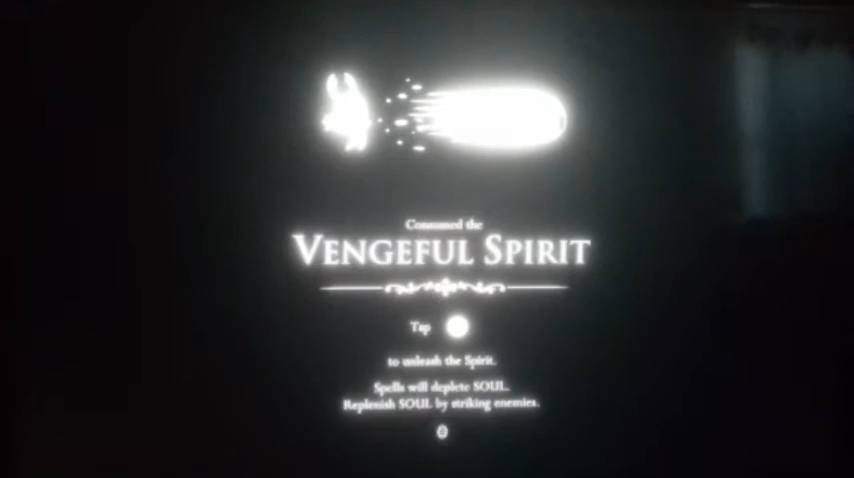 Consumed the
VENGEFUL SPIRIT
Tap
to unleash the Spirit.
Spells will deplete SOUL.
Replenish SOUL by striking enemies.